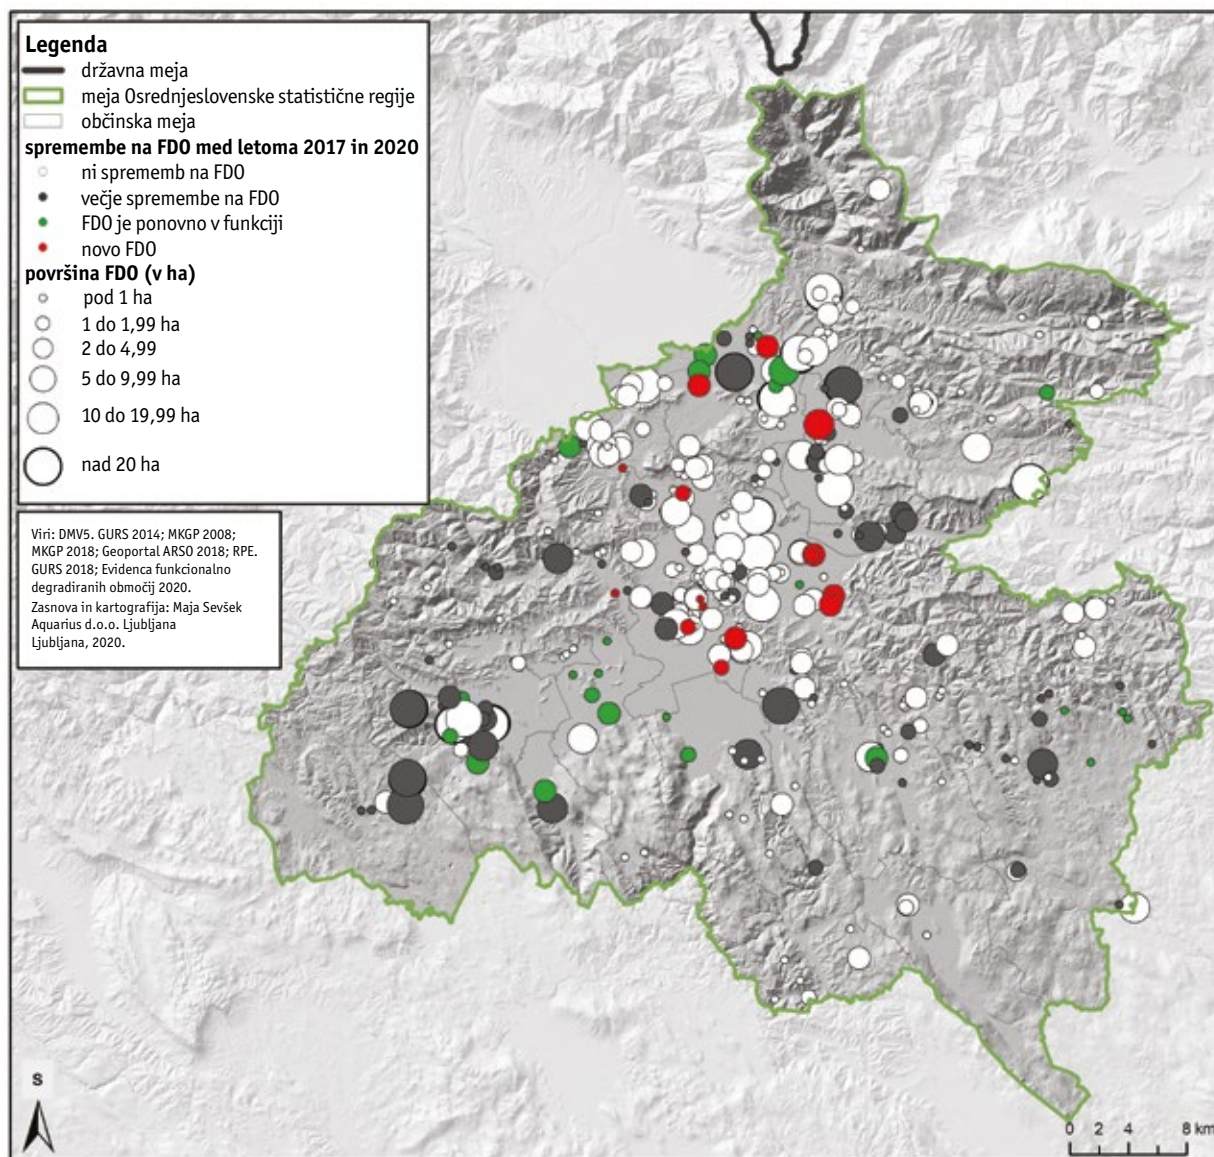 Legenda
državna meja
meja Osrednjeslovenske statistične regije
občinska meja
spremembe na FDO med letoma 2017 in 2020
ni sprememb na FDO
večje spremembe na FDO
FDO je ponovno v funkciji
novo FDO
površina FDO (v ha)
pod 1 ha
1 do 1,99 ha
2 do 4,99
5 do 9,99 ha
10 do 19,99 ha
nad 20 ha
Viri: DMV5. GURS 2014; MKGP 2008;
MKGP 2018; Geoportal ARSO 2018; RPE.
GURS 2018; Evidenca funkcionalno
degradiranih območij 2020.
Zasnova in kartografija: Maja Sevšek
Aquarius d.o.o. Ljubljana
Ljubljana, 2020.
S
0 2 4 8 km